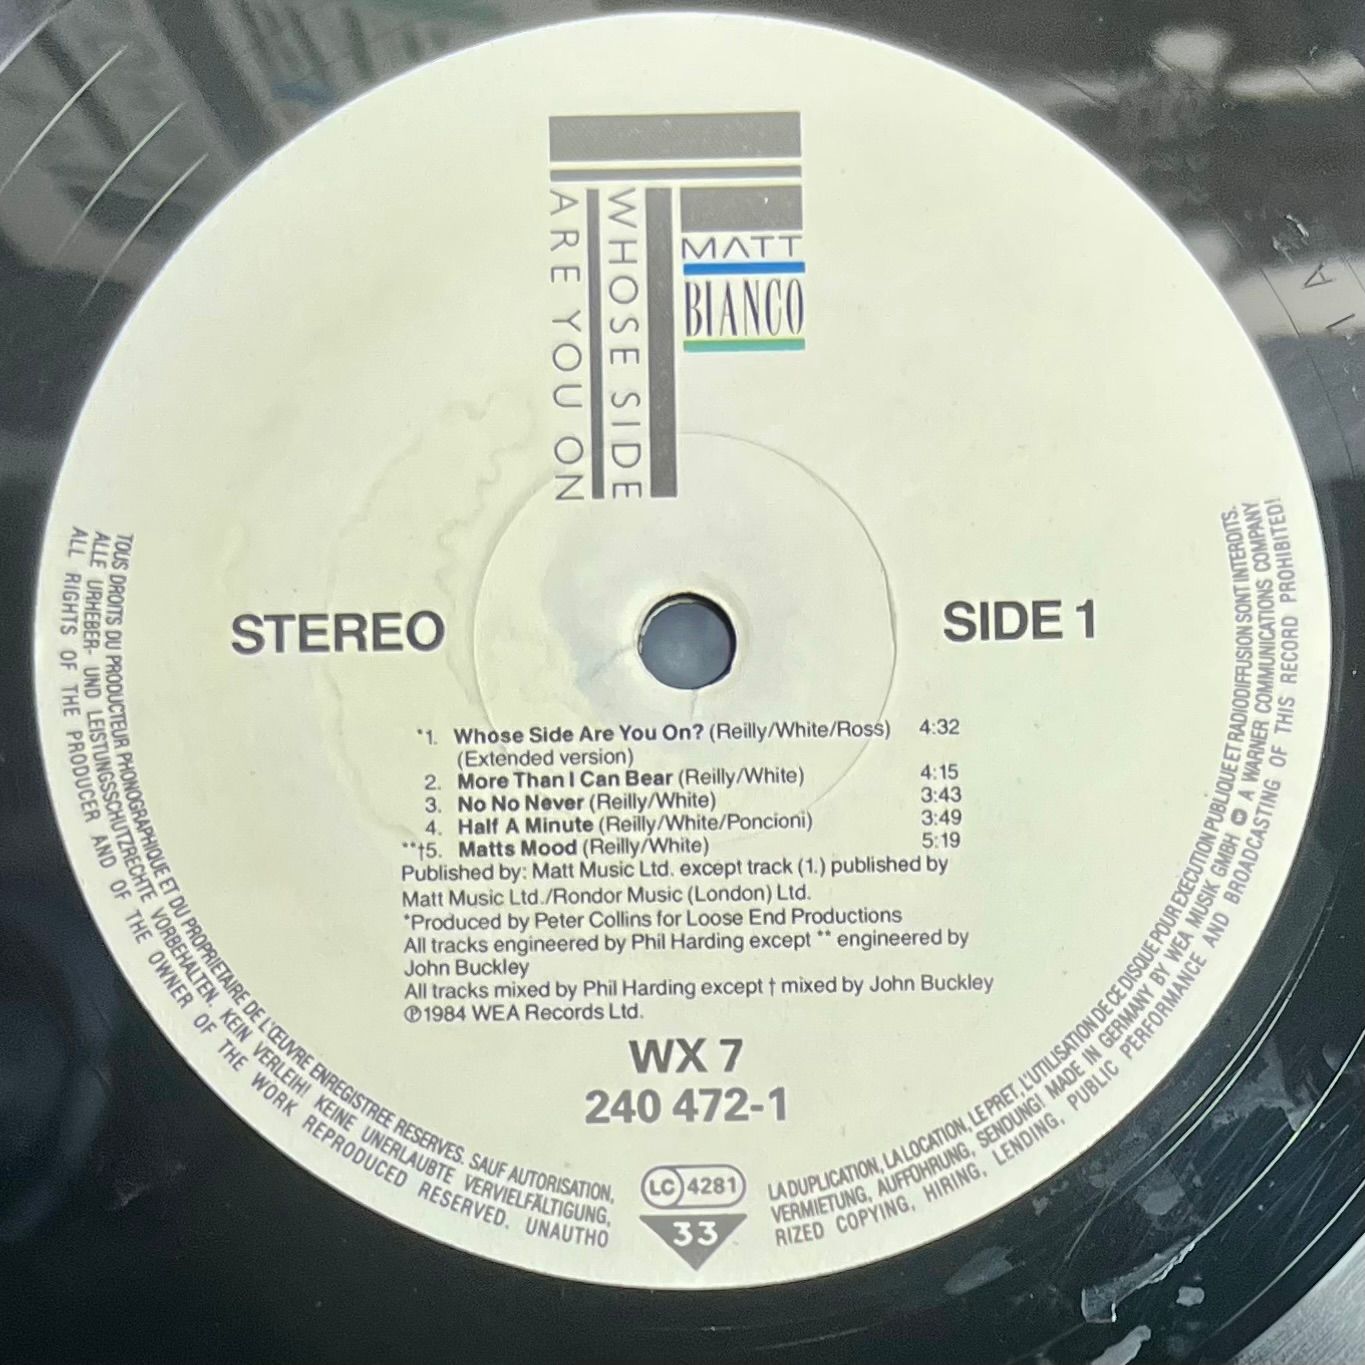 WHOSE SIDE
ARE YOU ON
MATT
BIANCO
STEREO
SIDE 1
*1. Whose Side Are You On? (Reilly/White/Ross) 4:32
(Extended version)
2. More Than I Can Bear (Reilly/White) 4:15
3. No No Never (Reilly/White) 3:43
4. Half A Minute (Reilly/White/Poncioni) 3:49
**†5. Matts Mood (Reilly/White) 5:19
Published by: Matt Music Ltd. except track (1.) published by
Matt Music Ltd./Rondor Music (London) Ltd.
*Produced by Peter Collins for Loose End Productions
All tracks engineered by Phil Harding except ** engineered by
John Buckley
All tracks mixed by Phil Harding except † mixed by John Buckley
℗1984 WEA Records Ltd.
WX 7
240 472-1
LC 4281
33
TOUS DROITS DU PRODUCTEUR PHONOGRAPHIQUE ET DU PROPRIETAIRE DE L'ŒUVRE ENREGISTREE RESERVES. SAUF AUTORISATION, LA DUPLICATION, LA LOCATION, LE PRET, L'UTILISATION DE CE DISQUE POUR EXECUTION PUBLIQUE ET RADIODIFFUSION SONT INTERDITS.
ALLE URHEBER- UND LEISTUNGSSCHUTZRECHTE VORBEHALTEN. KEIN VERLEIH! KEINE UNERLAUBTE VERVIELFÄLTIGUNG, VERMIETUNG, AUFFÜHRUNG, SENDUNG! MADE IN GERMANY BY WEA MUSIK GMBH A WARNER COMMUNICATIONS COMPANY
ALL RIGHTS OF THE PRODUCER AND OF THE OWNER OF THE WORK REPRODUCED RESERVED. UNAUTHORIZED COPYING, HIRING, LENDING, PUBLIC PERFORMANCE AND BROADCASTING OF THIS RECORD PROHIBITED!